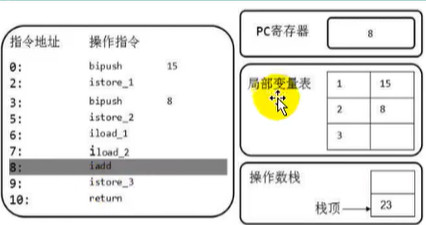 指令地址 操作指令
0: bipush 15
2: istore_1
3: bipush 8
5: istore_2
6: iload_1
7: iload_2
8: iadd
9: istore_3
10: return
PC寄存器 8
局部变量表
1 15
2 8
3
操作数栈
栈顶 23